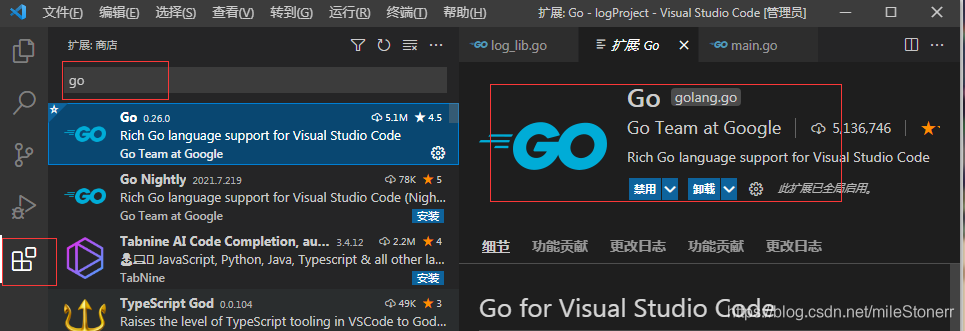 文件(F) 编辑(E) 选择(S) 查看(V) 转到(G) 运行(R) 终端(T) 帮助(H) 扩展: Go - logProject - Visual Studio Code [管理员]
扩展: 商店
go
Go 0.26.0 5.1M 4.5
Rich Go language support for Visual Studio Code
Go Team at Google
Go Nightly 2021.7.219 78K 5
Rich Go language support for Visual Studio Code (Nigh...
Go Team at Google 安装
Tabnine AI Code Completion, au... 3.4.12 2.2M 4
JavaScript, Python, Java, Typescript & all other la...
TabNine 安装
TypeScript God 0.0.104 49K 3
Raises the level of TypeScript tooling in VSCode to God...
log_lib.go 扩展: Go main.go
GO
Go golang.go
Go Team at Google 5,136,746
Rich Go language support for Visual Studio Code
禁用 卸载 此扩展已全局启用。
细节 功能贡献 更改日志 功能贡献 更改日志
Go for Visual Studio Code
https://blog.csdn.net/mileStonerr